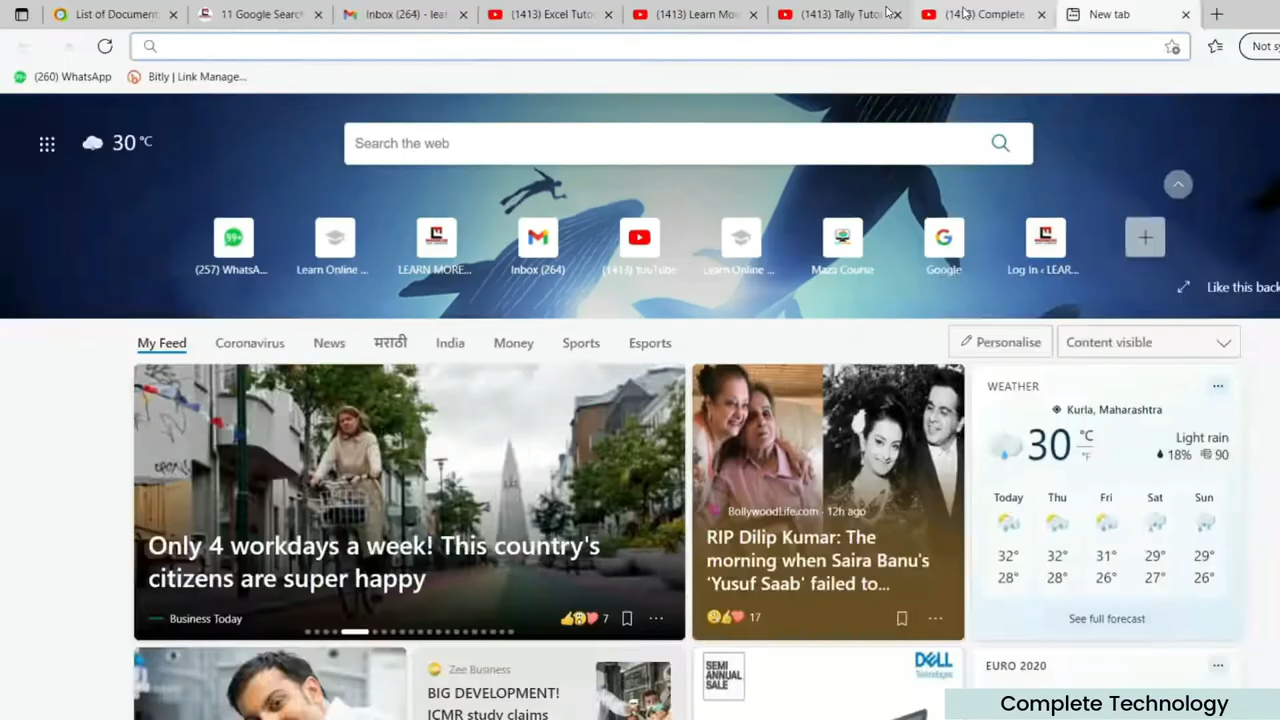 List of Document
11 Google Search
Inbox (264) - lea
(1413) Excel Tuto
(1413) Learn Mo
(1413) Tally Tuto
(1413) Complete
New tab
Not sy
(260) WhatsApp
Bitly | Link Manage...
30 °C
Search the web
99+
(257) WhatsA...
Learn Online ...
LEARN MORE...
Inbox (264)
(1413) YouTube
Learn Online ...
Maza Course
Google
Log In ‹ LEAR...
Like this back
My Feed
Coronavirus
News
मराठी
India
Money
Sports
Esports
Personalise
Content visible
Only 4 workdays a week! This country's
citizens are super happy
Business Today
7
BollywoodLife.com · 12h ago
RIP Dilip Kumar: The
morning when Saira Banu's
'Yusuf Saab' failed to...
17
WEATHER
Kurla, Maharashtra
30 °C
°F
Light rain
18% 90
Today Thu Fri Sat Sun
32° 32° 31° 29° 29°
28° 28° 26° 27° 26°
See full forecast
Zee Business
BIG DEVELOPMENT!
ICMR study claims
SEMI
ANNUAL
SALE
DELL
Technologies
EURO 2020
Complete Technology